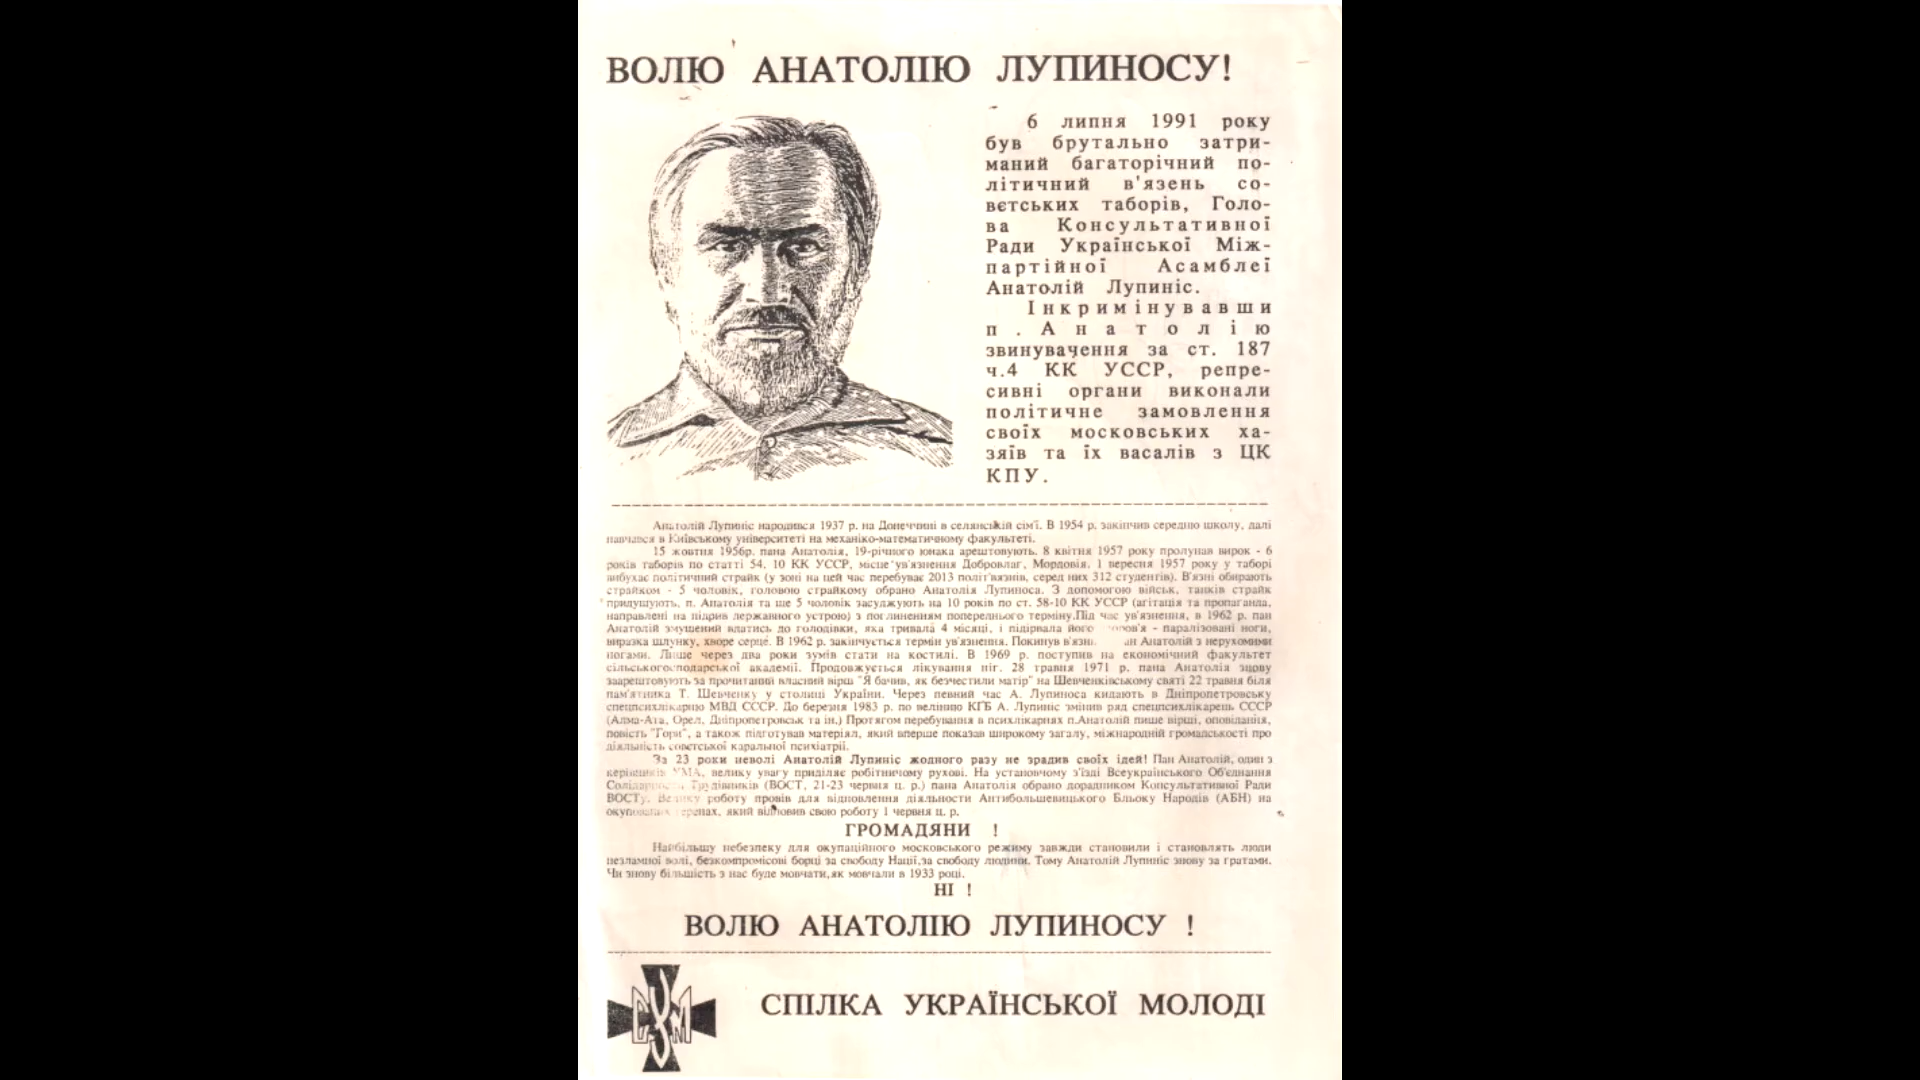 ВОЛЮ АНАТОЛІЮ ЛУПИНОСУ!
6 липня 1991 року
був брутально затри-
маний багаторічний по-
літичний в'язень со-
вєтських таборів, Голо-
ва Консультативної
Ради Української Між-
партійної Асамблеї
Анатолій Лупиніс.
Інкримінувавши
п. Анатолію
звинувачення за ст. 187
ч.4 КК УССР, репре-
сивні органи виконали
політичне замовлення
своїх московських ха-
зяїв та їх васалів з ЦК
КПУ.
Анатолій Лупиніс народився 1937 р. на Донеччині в селянській сім'ї. В 1954 р. закінчив середню школу, далі
навчався в Київському університеті на механіко-математичному факультеті.
15 жовтня 1956р. пана Анатолія, 19-річного юнака арештовують. 8 квітня 1957 року пролунав вирок - 6
років таборів по статті 54, 10 КК УССР, місце ув'язнення Добровлаг, Мордовія. 1 вересня 1957 року у таборі
вибухає політичний страйк (у зоні на цей час перебуває 2013 політв'язнів, серед них 312 студентів). В'язні обирають
страйком - 5 чоловік, головою страйкому обрано Анатолія Лупиноса. З допомогою військ, танків страйк
придушують, п. Анатолія та ще 5 чоловік засуджують на 10 років по ст. 58-10 КК УССР (агітація та пропаганда,
направлені на підрив державного устрою) з поглиненням попереднього терміну.Під час ув'язнення, в 1962 р. пан
Анатолій змушений вдатись до голодівки, яка тривала 4 місяці, і підірвала його здоров'я - паралізовані ноги,
виразка шлунку, хворе серце. В 1962 р. закінчується термін ув'язнення. Покинув в'язн. ан Анатолій з нерухомими
ногами. Лише через два роки зумів стати на костилі. В 1969 р. поступив на економічний факультет
сільськогосподарської академії. Продовжується лікування ніг. 28 травня 1971 р. пана Анатолія знову
заарештовують за прочитаний власний вірш "Я бачив, як безчестили матір" на Шевченківському святі 22 травня біля
пам'ятника Т. Шевченку у столиці України. Через певний час А. Лупиноса кидають в Дніпропетровську
спецпсихлікарню МВД СССР. До березня 1983 р. по велінню КГБ А. Лупиніс змінив ряд спецпсихлікарень СССР
(Алма-Ата, Орел, Дніпропетровськ та ін.) Протягом перебування в психлікарнях п.Анатолій пише вірші, оповідання,
повість "Гори", а також підготував матеріял, який вперше показав широкому загалу, міжнародній громадськості про
діяльність совєтської каральної психіатрії.
За 23 роки неволі Анатолій Лупиніс жодного разу не зрадив своїх ідей! Пан Анатолій, один з
керівників УМА, велику увагу приділяє робітничому рухові. На установчому з'їзді Всеукраїнського Об'єднання
Солідарности Трудівників (ВОСТ, 21-23 червня ц. р.) пана Анатолія обрано дорадником Консультативної Ради
ВОСТу. Велику роботу провів для відновлення діяльности Антибольшевицького Бльоку Народів (АБН) на
окупованих теренах, який відновив свою роботу 1 червня ц. р.
ГРОМАДЯНИ !
Найбільшу небезпеку для окупаційного московського режиму завжди становили і становлять люди
незламної волі, безкомпромісові борці за свободу Нації,за свободу людини. Тому Анатолій Лупиніс знову за гратами.
Чи знову більшість з нас буде мовчати,як мовчали в 1933 році.
НІ !
ВОЛЮ АНАТОЛІЮ ЛУПИНОСУ !
СУМ
СПІЛКА УКРАЇНСЬКОЇ МОЛОДІ